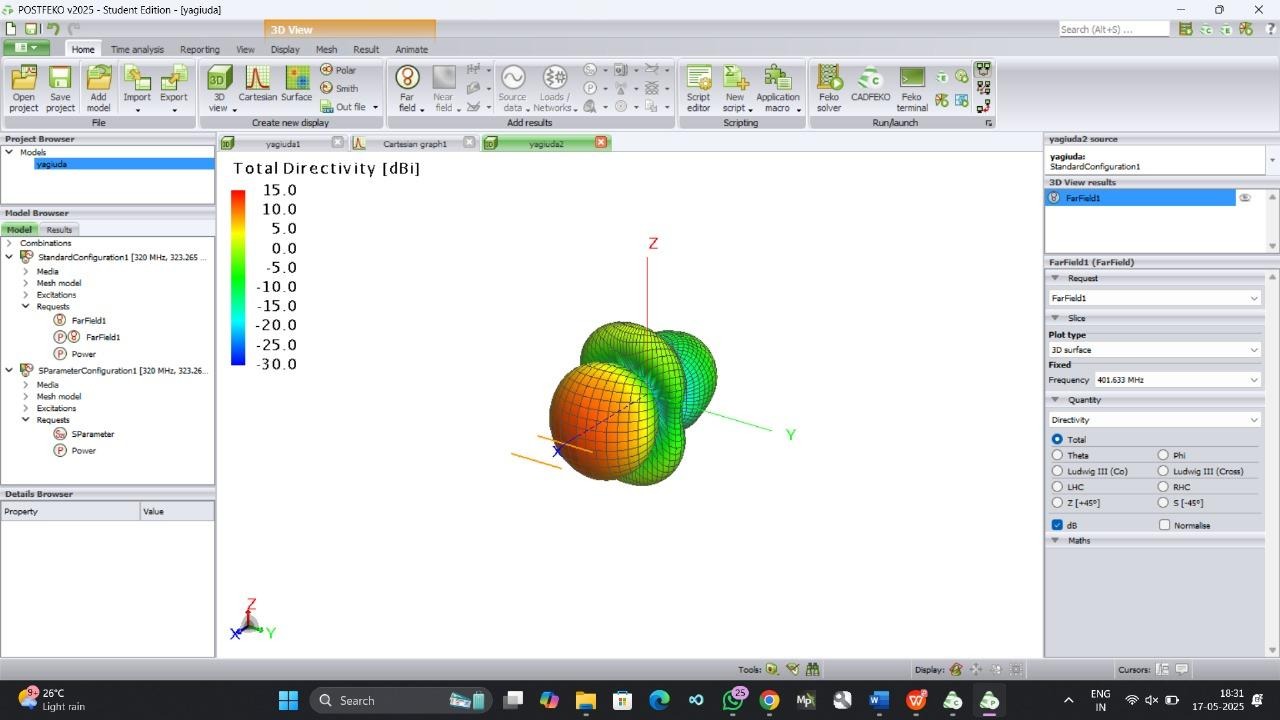 POSTFEKO v2025 - Student Edition - [yagiuda]
3D View
Search (Alt+S) ...
Home Time analysis Reporting View Display Mesh Result Animate
Open project
Save project
Add model
Import
Export
File
3D view
Cartesian
Surface
Polar
Smith
Out file
Create new display
Far field
Near field
Source data
Loads / Networks
Add results
Script editor
New script
Application macro
Scripting
Feko solver
CADFEKO
Feko terminal
Run/launch
Project Browser
Models
yagiuda
Model Browser
Model Results
Combinations
StandardConfiguration1 [320 MHz, 323.265 ...
Media
Mesh model
Excitations
Requests
FarField1
FarField1
Power
SParameterConfiguration1 [320 MHz, 323.26...
Media
Mesh model
Excitations
Requests
SParameter
Power
Details Browser
Property Value
yagiuda1 Cartesian graph1 yagiuda2
Total Directivity [dBi]
15.0
10.0
5.0
0.0
-5.0
-10.0
-15.0
-20.0
-25.0
-30.0
Z
Y
X
Z
X Y
yagiuda2 source
yagiuda:
StandardConfiguration1
3D View results
FarField1
FarField1 (FarField)
Request
FarField1
Slice
Plot type
3D surface
Fixed
Frequency 401.633 MHz
Quantity
Directivity
Total
Theta Phi
Ludwig III (Co) Ludwig III (Cross)
LHC RHC
Z [+45º] S [-45º]
dB Normalise
Maths
Tools: Display: Cursors:
9+
26°C
Light rain
Search
25
ENG
IN
18:31
17-05-2025